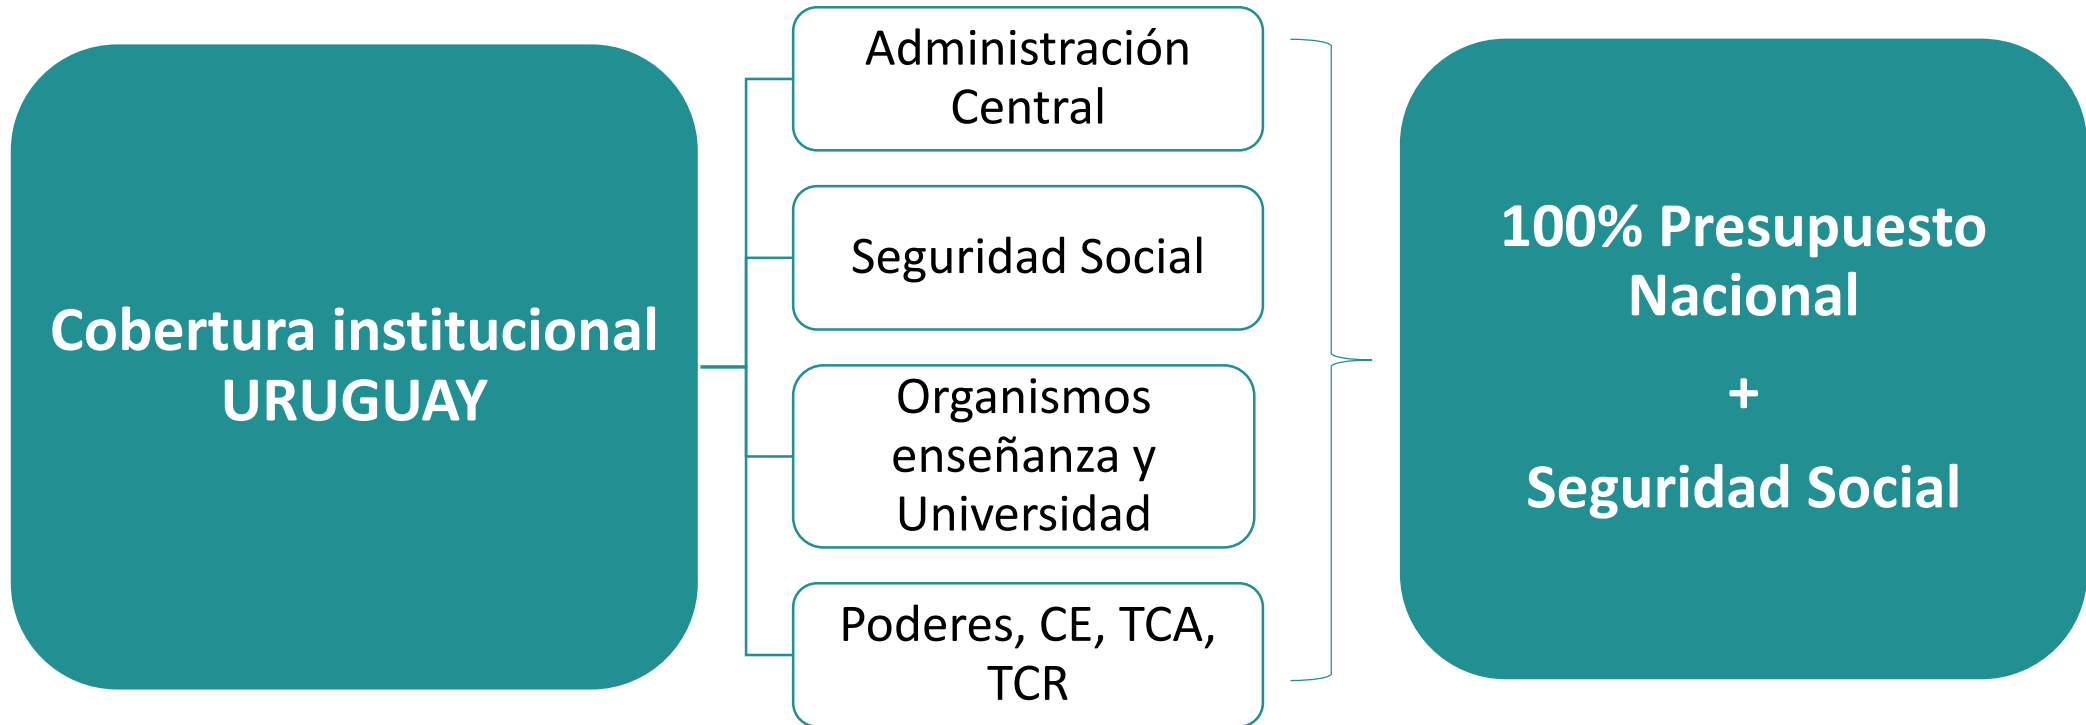 Cobertura institucional
URUGUAY
Administración
Central
Seguridad Social
Organismos
enseñanza y
Universidad
Poderes, CE, TCA,
TCR
100% Presupuesto
Nacional
+
Seguridad Social